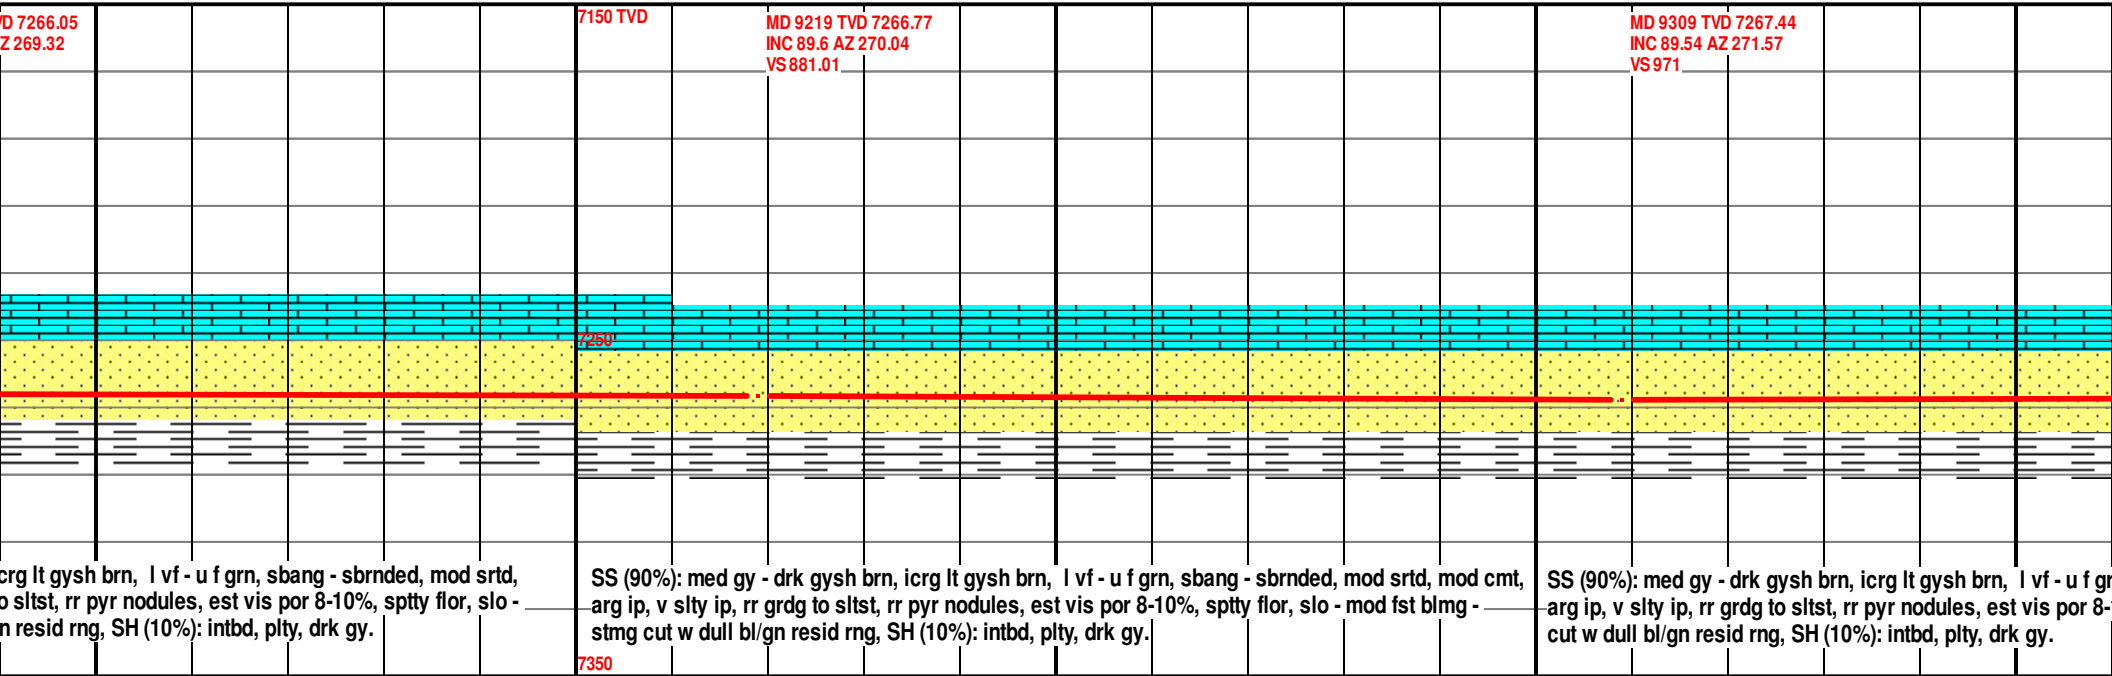 VD 7266.05
Z 269.32
7150 TVD
MD 9219 TVD 7266.77
INC 89.6 AZ 270.04
VS 881.01
MD 9309 TVD 7267.44
INC 89.54 AZ 271.57
VS 971
7250
crg lt gysh brn, l vf - u f grn, sbang - sbrnded, mod srtd,
o sltst, rr pyr nodules, est vis por 8-10%, sptty flor, slo -
n resid rng, SH (10%): intbd, plty, drk gy.
SS (90%): med gy - drk gysh brn, icrg lt gysh brn, l vf - u f grn, sbang - sbrnded, mod srtd, mod cmt,
arg ip, v slty ip, rr grdg to sltst, rr pyr nodules, est vis por 8-10%, sptty flor, slo - mod fst blmg -
stmg cut w dull bl/gn resid rng, SH (10%): intbd, plty, drk gy.
SS (90%): med gy - drk gysh brn, icrg lt gysh brn, l vf - u f gr
arg ip, v slty ip, rr grdg to sltst, rr pyr nodules, est vis por 8-
cut w dull bl/gn resid rng, SH (10%): intbd, plty, drk gy.
7350